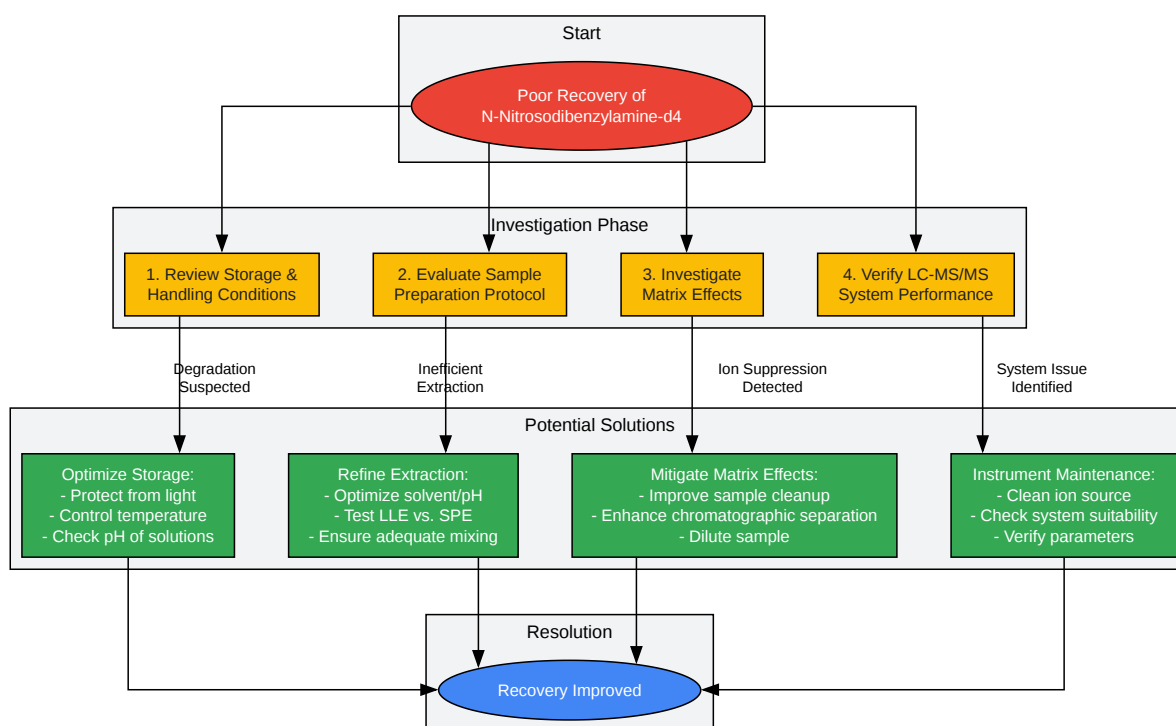 Start
Poor Recovery of
N-Nitrosodibenzylamine-d4
Investigation Phase
1. Review Storage &
Handling Conditions
2. Evaluate Sample
Preparation Protocol
3. Investigate
Matrix Effects
4. Verify LC-MS/MS
System Performance
Degradation
Suspected
Inefficient
Extraction
Ion Suppression
Detected
System Issue
Identified
Potential Solutions
Optimize Storage:
- Protect from light
- Control temperature
- Check pH of solutions
Refine Extraction:
- Optimize solvent/pH
- Test LLE vs. SPE
- Ensure adequate mixing
Mitigate Matrix Effects:
- Improve sample cleanup
- Enhance chromatographic separation
- Dilute sample
Instrument Maintenance:
- Clean ion source
- Check system suitability
- Verify parameters
Resolution
Recovery Improved